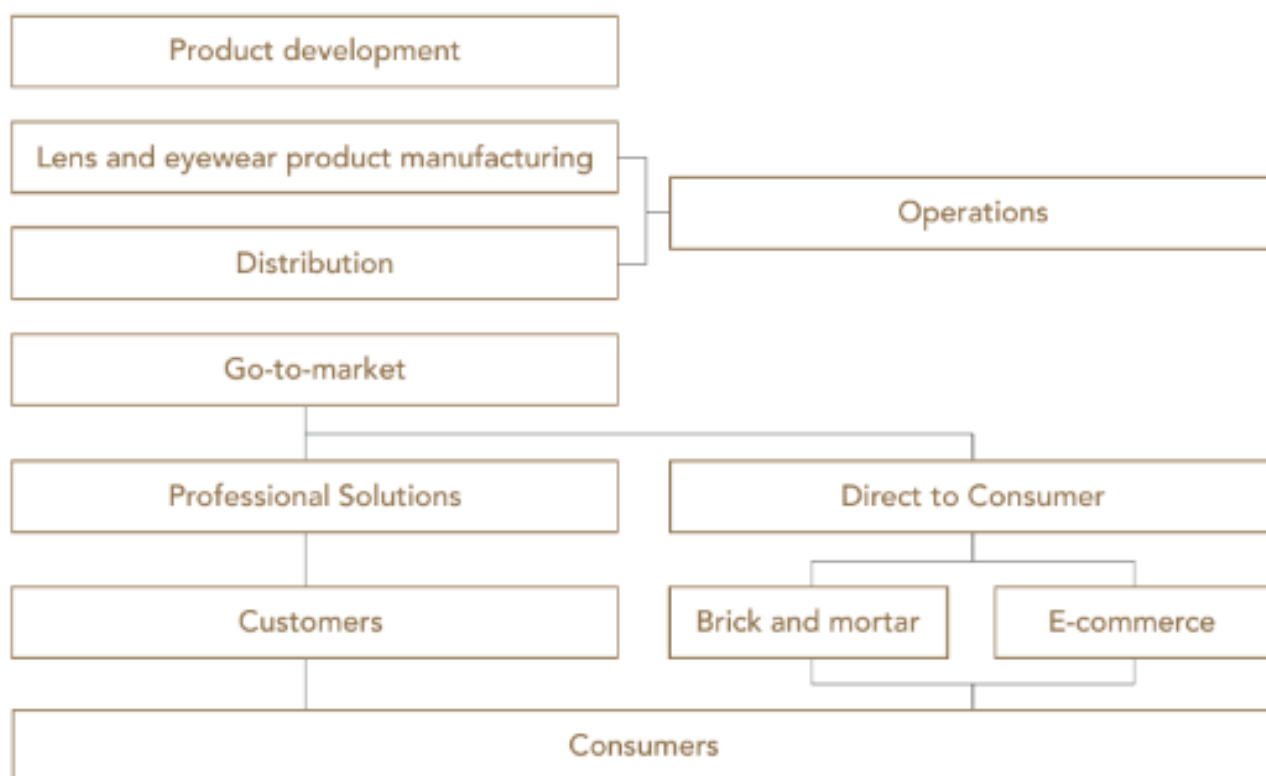 Product development
Lens and eyewear product manufacturing
Operations
Distribution
Go-to-market
Professional Solutions
Direct to Consumer
Customers
Brick and mortar
E-commerce
Consumers